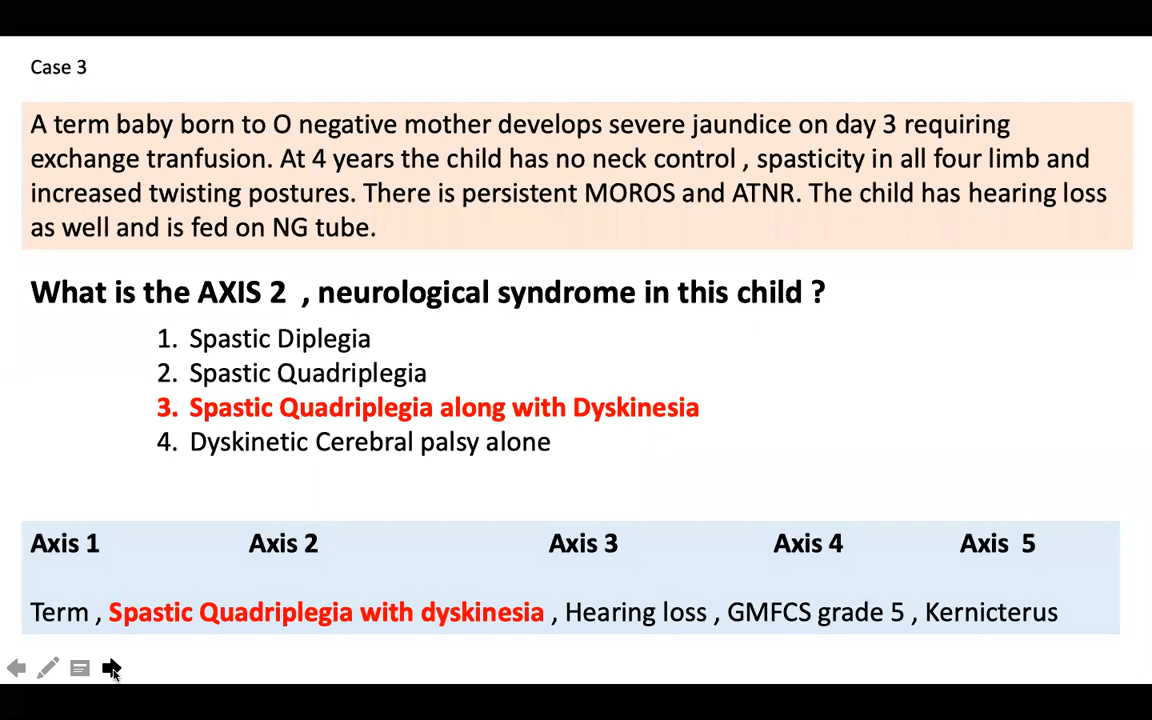 Case 3
A term baby born to O negative mother develops severe jaundice on day 3 requiring
exchange tranfusion. At 4 years the child has no neck control , spasticity in all four limb and
increased twisting postures. There is persistent MOROS and ATNR. The child has hearing loss
as well and is fed on NG tube.
What is the AXIS 2 , neurological syndrome in this child ?
1. Spastic Diplegia
2. Spastic Quadriplegia
3. Spastic Quadriplegia along with Dyskinesia
4. Dyskinetic Cerebral palsy alone
Axis 1 Axis 2 Axis 3 Axis 4 Axis 5
Term , Spastic Quadriplegia with dyskinesia , Hearing loss , GMFCS grade 5 , Kernicterus